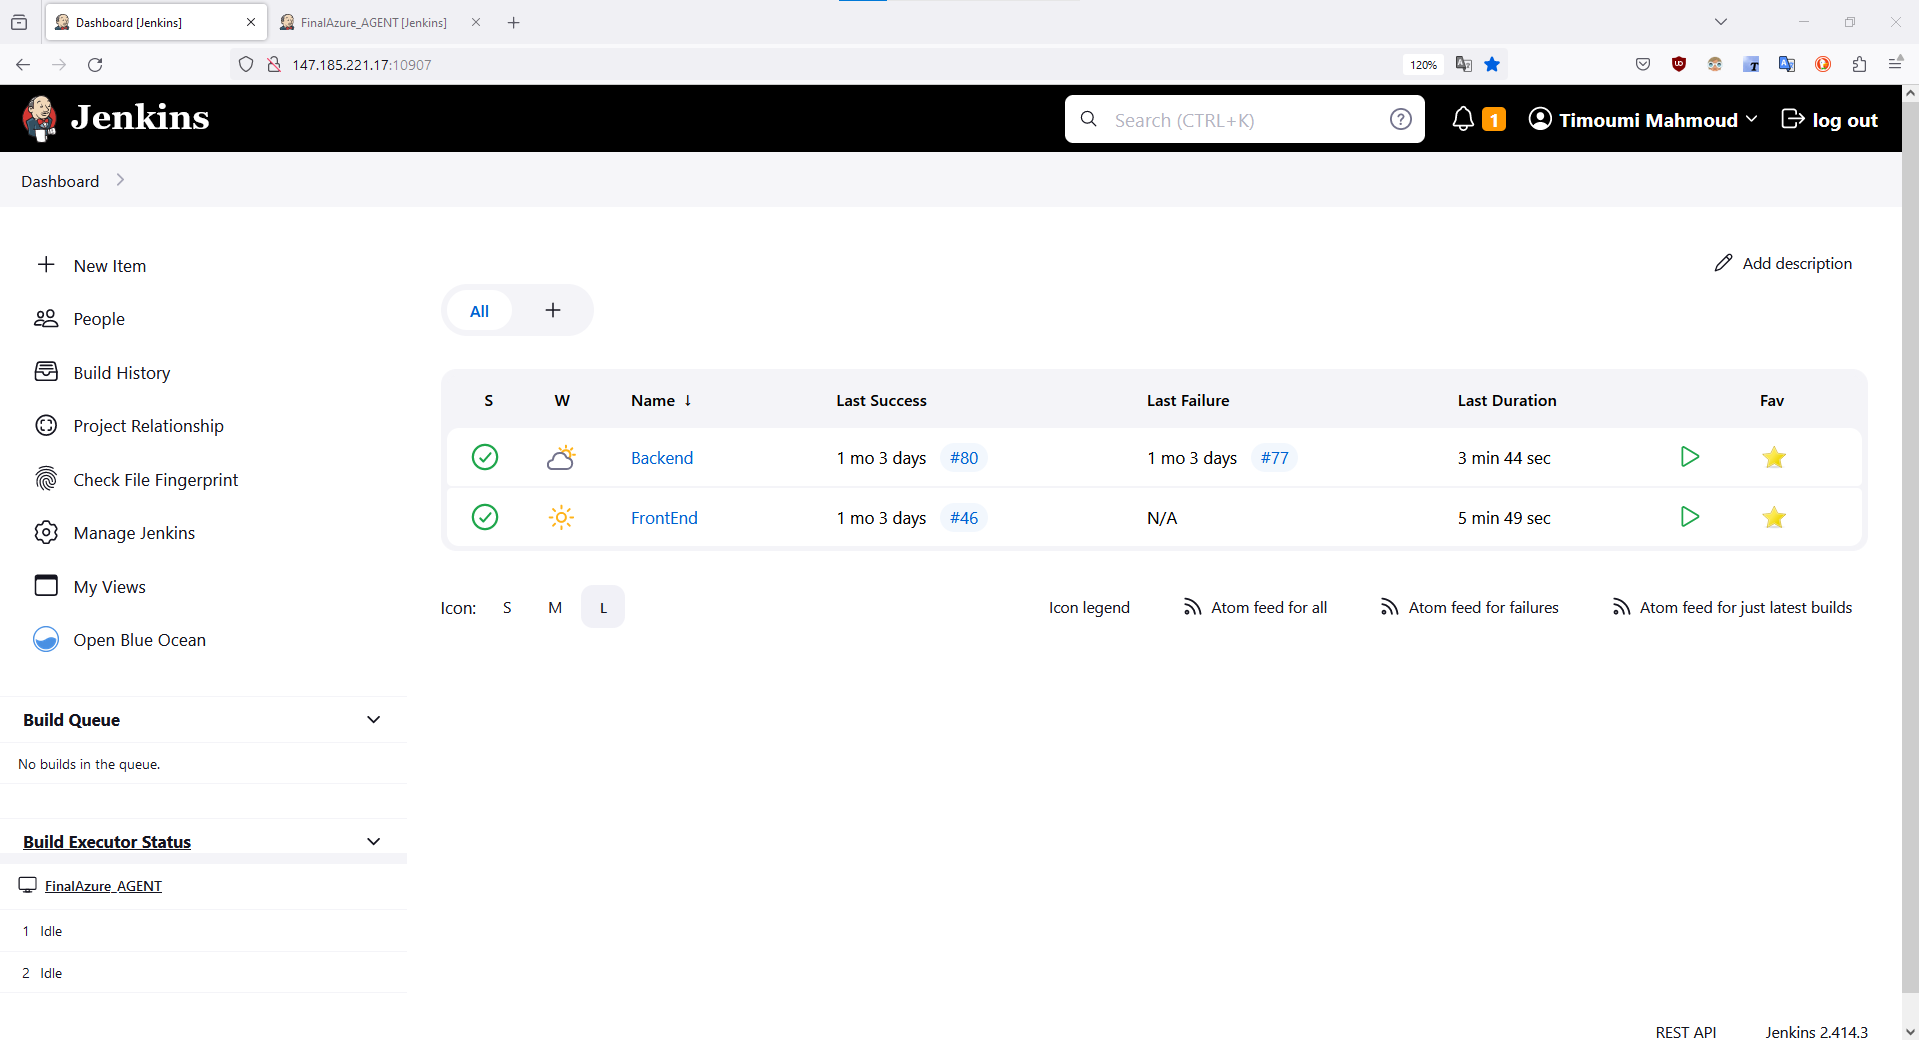 Dashboard [Jenkins]
FinalAzure_AGENT [Jenkins]
147.185.221.17:10907
120%
Jenkins
Search (CTRL+K)
1
Timoumi Mahmoud
log out
Dashboard
New Item
People
Build History
Project Relationship
Check File Fingerprint
Manage Jenkins
My Views
Open Blue Ocean
Build Queue
No builds in the queue.
Build Executor Status
FinalAzure_AGENT
1 Idle
2 Idle
Add description
All
S W Name ↓ Last Success Last Failure Last Duration Fav
Backend 1 mo 3 days #80 1 mo 3 days #77 3 min 44 sec
FrontEnd 1 mo 3 days #46 N/A 5 min 49 sec
Icon: S M L
Icon legend
Atom feed for all
Atom feed for failures
Atom feed for just latest builds
REST API
Jenkins 2.414.3